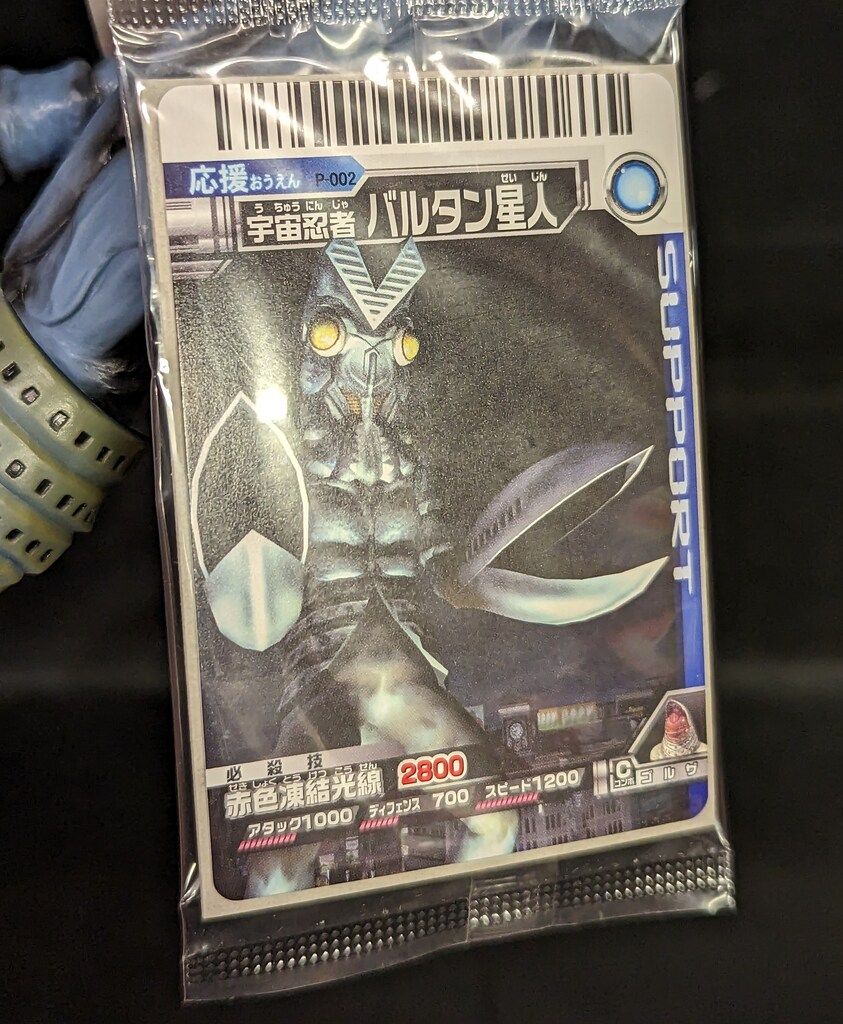 応援おうえん P-002
うちゅうにんじゃ せいじん
宇宙忍者 バルタン星人
SUPPORT
必殺技
せきしょくとうけつこうせん
赤色凍結光線 2800
アタック1000 ディフェンス 700 スピード1200
C コンボ ゴルザ